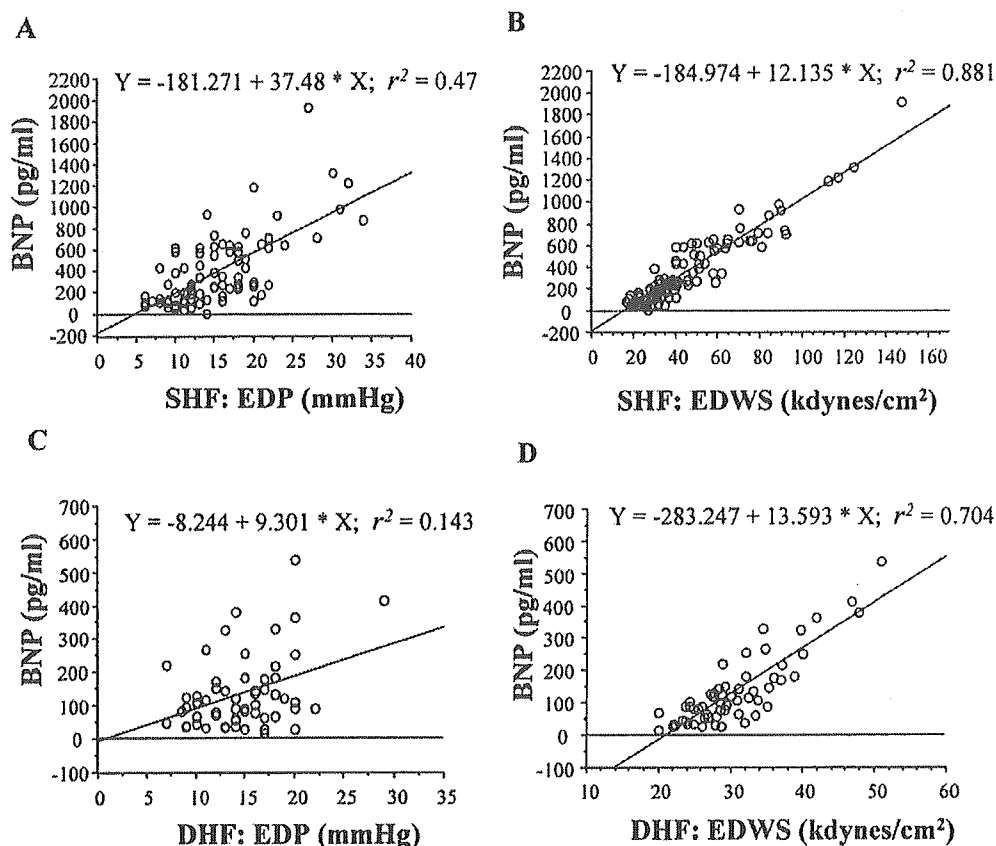 A
Y = -181.271 + 37.48 * X; r² = 0.47
2200
2000
1800
1600
1400
1200
1000
800
600
400
200
0
-200
BNP (pg/ml)
0 5 10 15 20 25 30 35 40
SHF: EDP (mmHg)
B
Y = -184.974 + 12.135 * X; r² = 0.881
2200
2000
1800
1600
1400
1200
1000
800
600
400
200
0
-200
BNP (pg/ml)
0 20 40 60 80 100 120 140 160
SHF: EDWS (kdynes/cm²)
C
Y = -8.244 + 9.301 * X; r² = 0.143
700
600
500
400
300
200
100
0
-100
BNP (pg/ml)
0 5 10 15 20 25 30 35
DHF: EDP (mmHg)
D
Y = -283.247 + 13.593 * X; r² = 0.704
700
600
500
400
300
200
100
0
-100
BNP (pg/ml)
10 20 30 40 50 60
DHF: EDWS (kdynes/cm²)